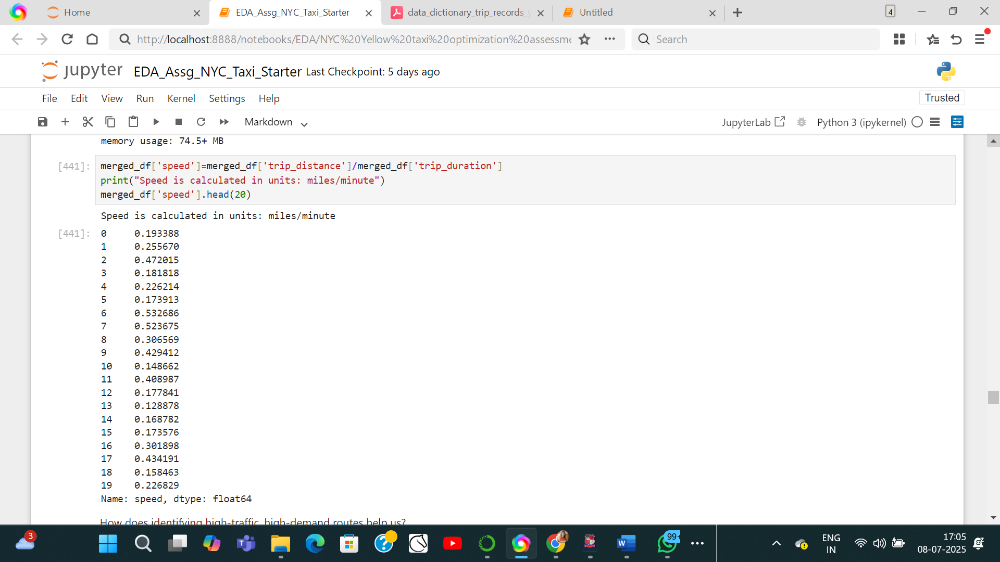 Home
EDA_Assg_NYC_Taxi_Starter
data_dictionary_trip_records_
Untitled
4
http://localhost:8888/notebooks/EDA/NYC%20Yellow%20taxi%20optimization%20assessme
Search
jupyter EDA_Assg_NYC_Taxi_Starter Last Checkpoint: 5 days ago
File Edit View Run Kernel Settings Help
Trusted
Markdown
JupyterLab
Python 3 (ipykernel)
memory usage: 74.5+ MB
[441]:
merged_df['speed']=merged_df['trip_distance']/merged_df['trip_duration']
print("Speed is calculated in units: miles/minute")
merged_df['speed'].head(20)
Speed is calculated in units: miles/minute
[441]:
0 0.193388
1 0.255670
2 0.472015
3 0.181818
4 0.226214
5 0.173913
6 0.532686
7 0.523675
8 0.306569
9 0.429412
10 0.148662
11 0.408987
12 0.177841
13 0.128878
14 0.168782
15 0.173576
16 0.301898
17 0.434191
18 0.158463
19 0.226829
Name: speed, dtype: float64
How does identifying high-traffic, high-demand routes help us?
3
99+
ENG
IN
17:05
08-07-2025